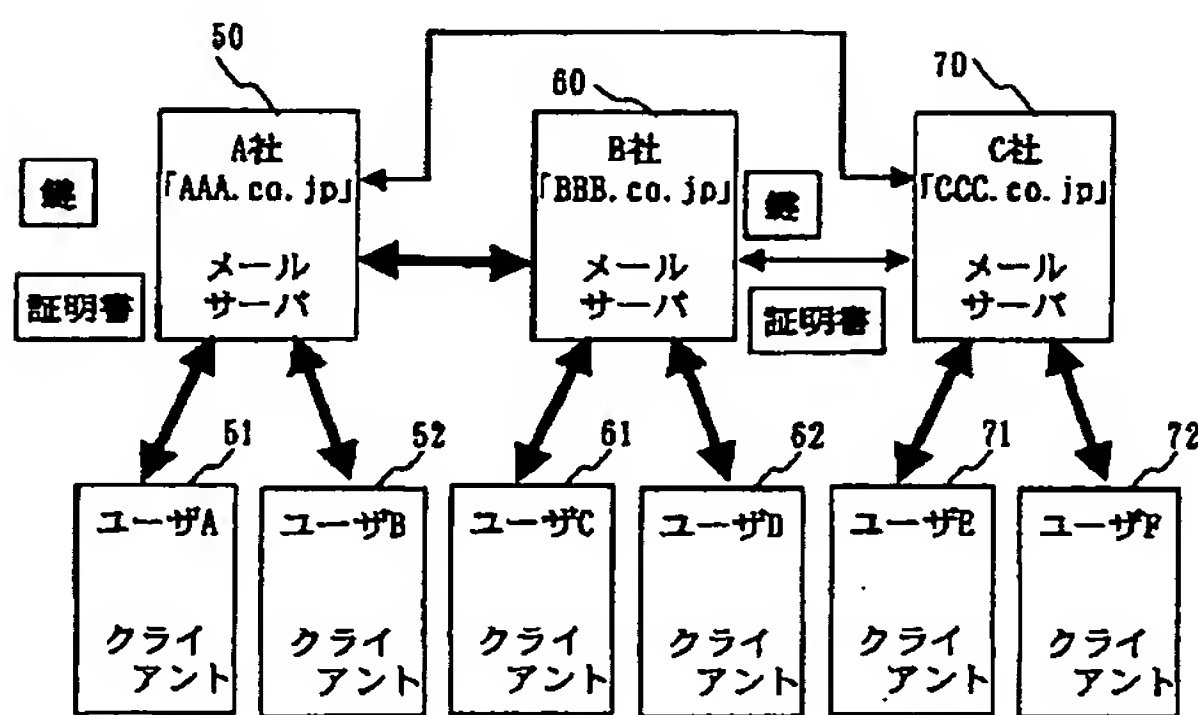 50
60
70
A社
「AAA.co.jp」
メール
サーバ
鍵
証明書
B社
「BBB.co.jp」
メール
サーバ
鍵
証明書
C社
「CCC.co.jp」
メール
サーバ
51
52
61
62
71
72
ユーザA
クライ
アント
ユーザB
クライ
アント
ユーザC
クライ
アント
ユーザD
クライ
アント
ユーザE
クライ
アント
ユーザF
クライ
アント